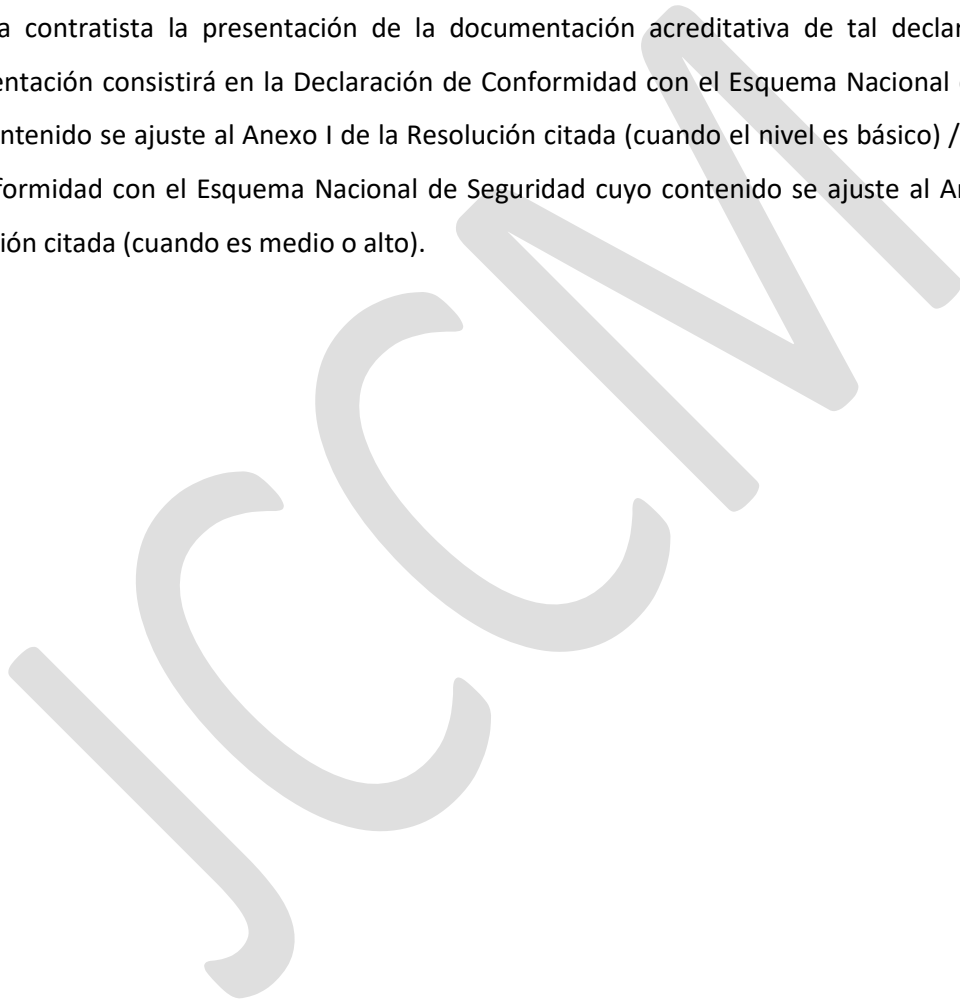 a contratista la presentación de la documentación acreditativa de tal declar
entación consistirá en la Declaración de Conformidad con el Esquema Nacional
ntenido se ajuste al Anexo I de la Resolución citada (cuando el nivel es básico) /
formidad con el Esquema Nacional de Seguridad cuyo contenido se ajuste al An
ión citada (cuando es medio o alto).
JCCM